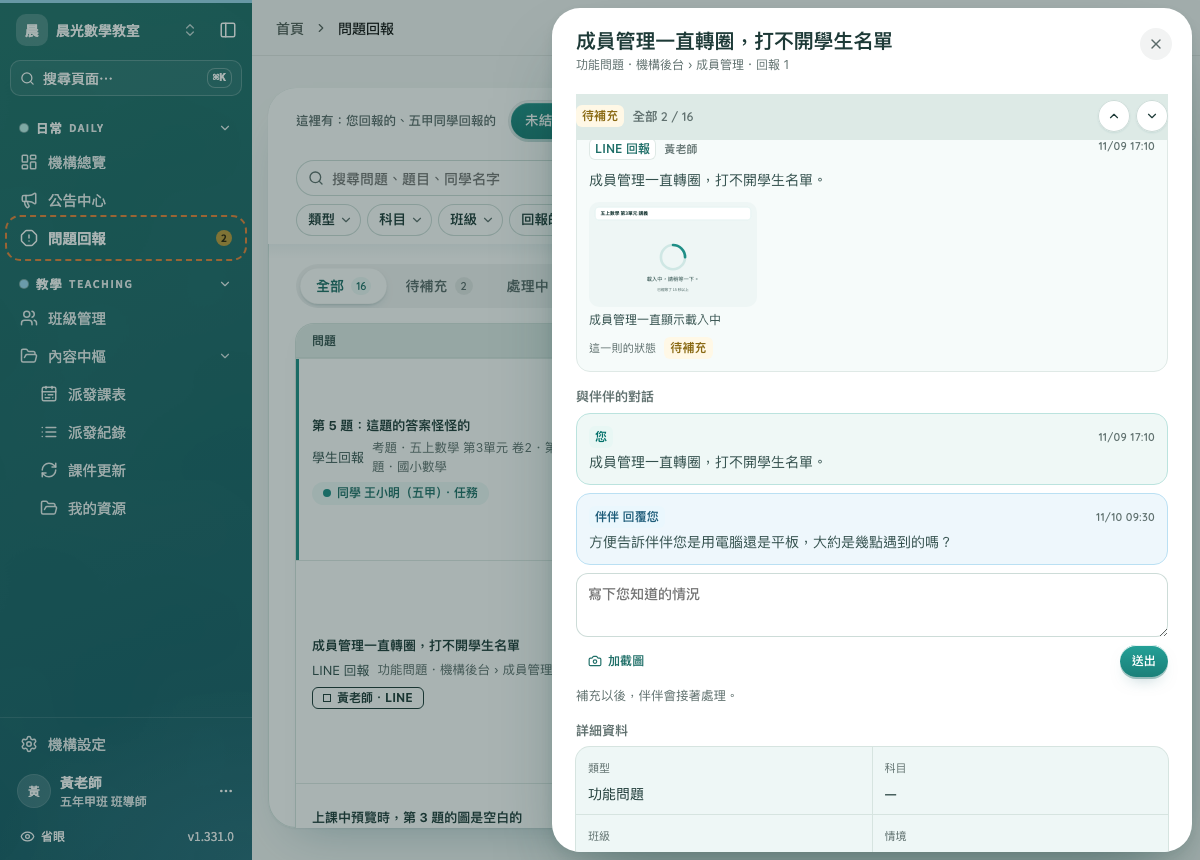 晨
晨光數學教室
搜尋頁面…
⌘K
日常 DAILY
機構總覽
公告中心
問題回報
2
教學 TEACHING
班級管理
內容中樞
派發課表
派發紀錄
課件更新
我的資源
機構設定
黃
黃老師
五年甲班 班導師
省眼
v1.331.0
首頁
問題回報
這裡有：您回報的、五甲同學回報的
未結
搜尋問題、題目、同學名字
類型
科目
班級
回報的
全部 16
待補充 2
處理中
問題
第 5 題：這題的答案怪怪的
學生回報
考題．五上數學 第3單元 卷2．第
題．國小數學
同學 王小明（五甲）．任務
成員管理一直轉圈，打不開學生名單
LINE 回報
功能問題．機構後台 › 成員管理
黃老師．LINE
上課中預覽時，第 3 題的圖是空白的
成員管理一直轉圈，打不開學生名單
功能問題．機構後台 › 成員管理．回報 1
待補充
全部 2 / 16
LINE 回報
黃老師
11/09 17:10
成員管理一直轉圈，打不開學生名單。
五上數學 第3單元 講義
載入中，請稍等一下。
成員管理一直顯示載入中
這一則的狀態
待補充
與伴伴的對話
您
11/09 17:10
成員管理一直轉圈，打不開學生名單。
伴伴 回覆您
11/10 09:30
方便告訴伴伴您是用電腦還是平板，大約是幾點遇到的嗎？
寫下您知道的情況
加截圖
送出
補充以後，伴伴會接著處理。
詳細資料
類型
功能問題
科目
—
班級
情境